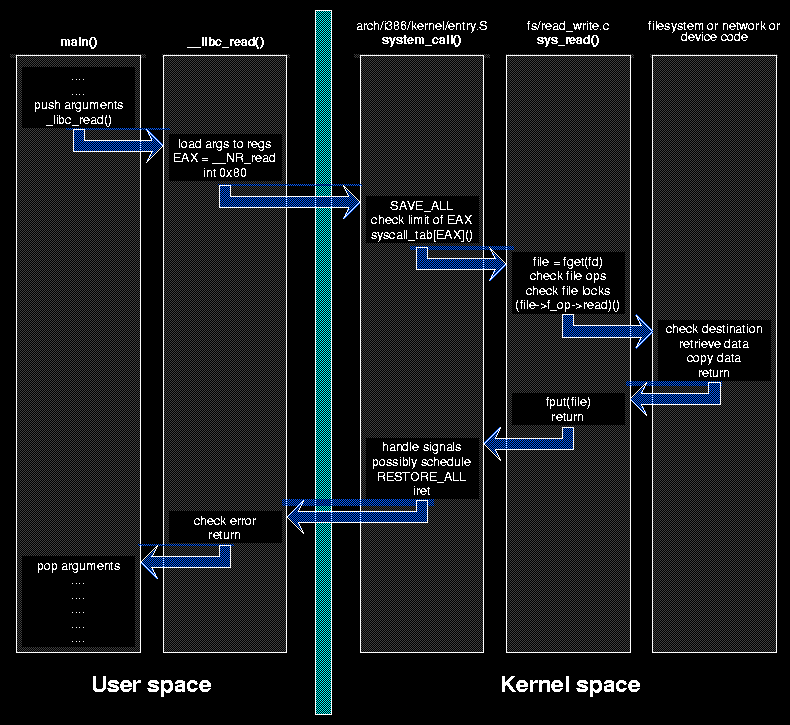 main()
__libc_read()
arch/i386/kernel/entry.S
system_call()
fs/read_write.c
sys_read()
filesystem or network or
device code
....
....
push arguments
_libc_read()
load args to regs
EAX = __NR_read
int 0x80
SAVE_ALL
check limit of EAX
syscall_tab[EAX]()
file = fget(fd)
check file ops
check file locks
(file->f_op->read)()
check destination
retrieve data
copy data
return
fput(file)
return
handle signals
possibly schedule
RESTORE_ALL
iret
check error
return
pop arguments
....
....
....
....
....
User space
Kernel space